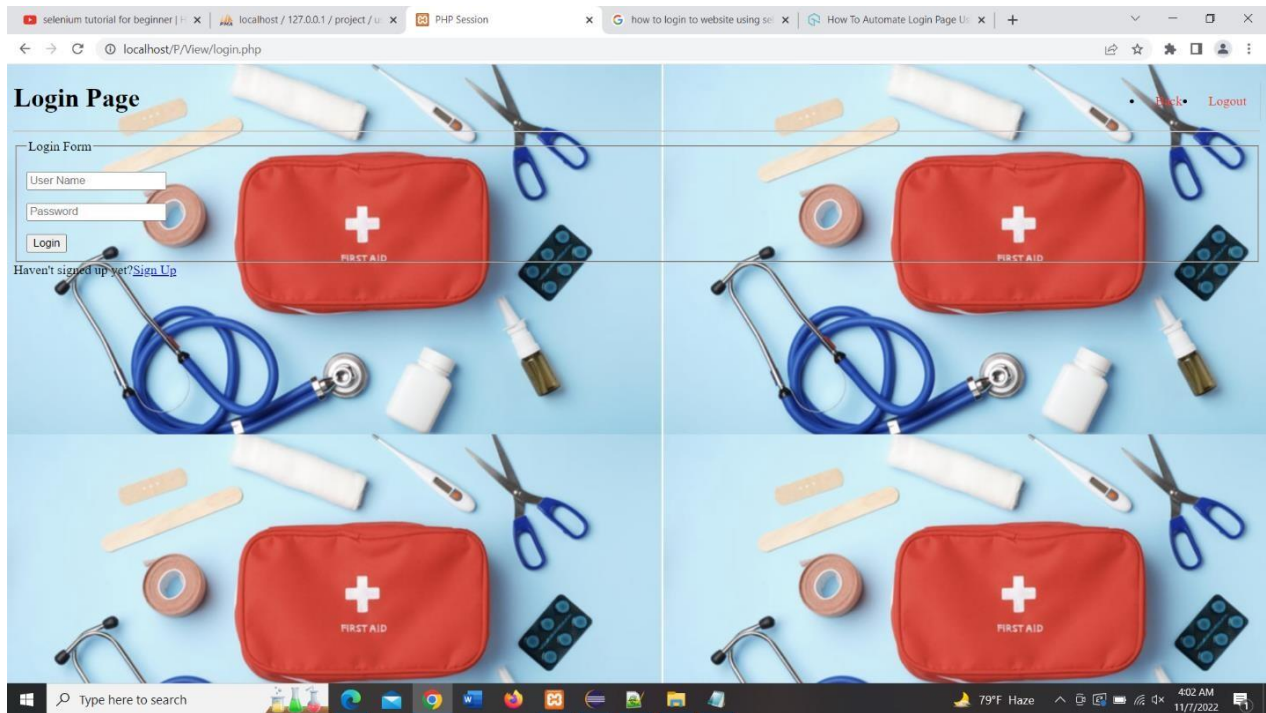 selenium tutorial for beginner | H
localhost / 127.0.0.1 / project / u
PHP Session
how to login to website using sel
How To Automate Login Page Us
localhost/P/View/login.php
Login Page
Back
Logout
Login Form
User Name
Password
Login
Haven't signed up yet?Sign Up
FIRST AID
FIRST AID
FIRST AID
FIRST AID
Type here to search
79°F Haze
4:02 AM
11/7/2022